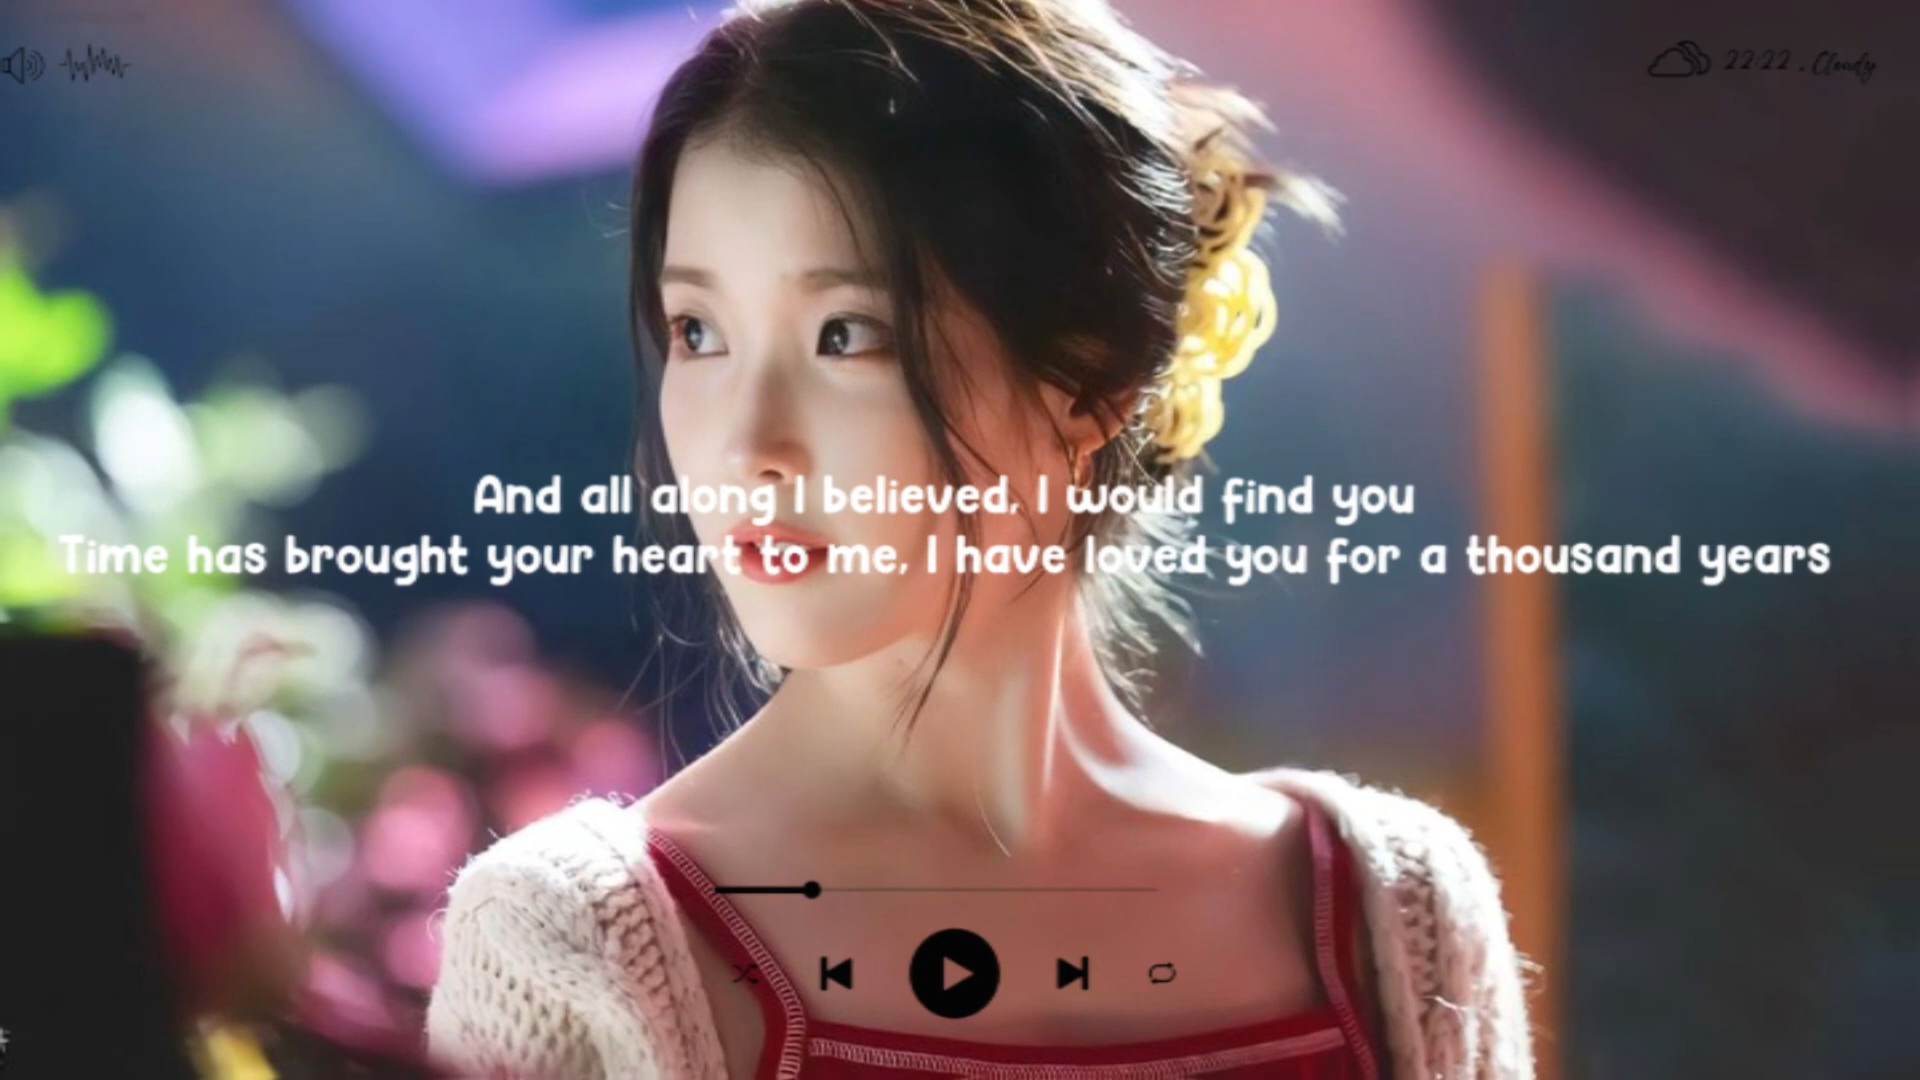 22:22 . Cloudy
And all along I believed, I would find you
Time has brought your heart to me, I have loved you for a thousand years